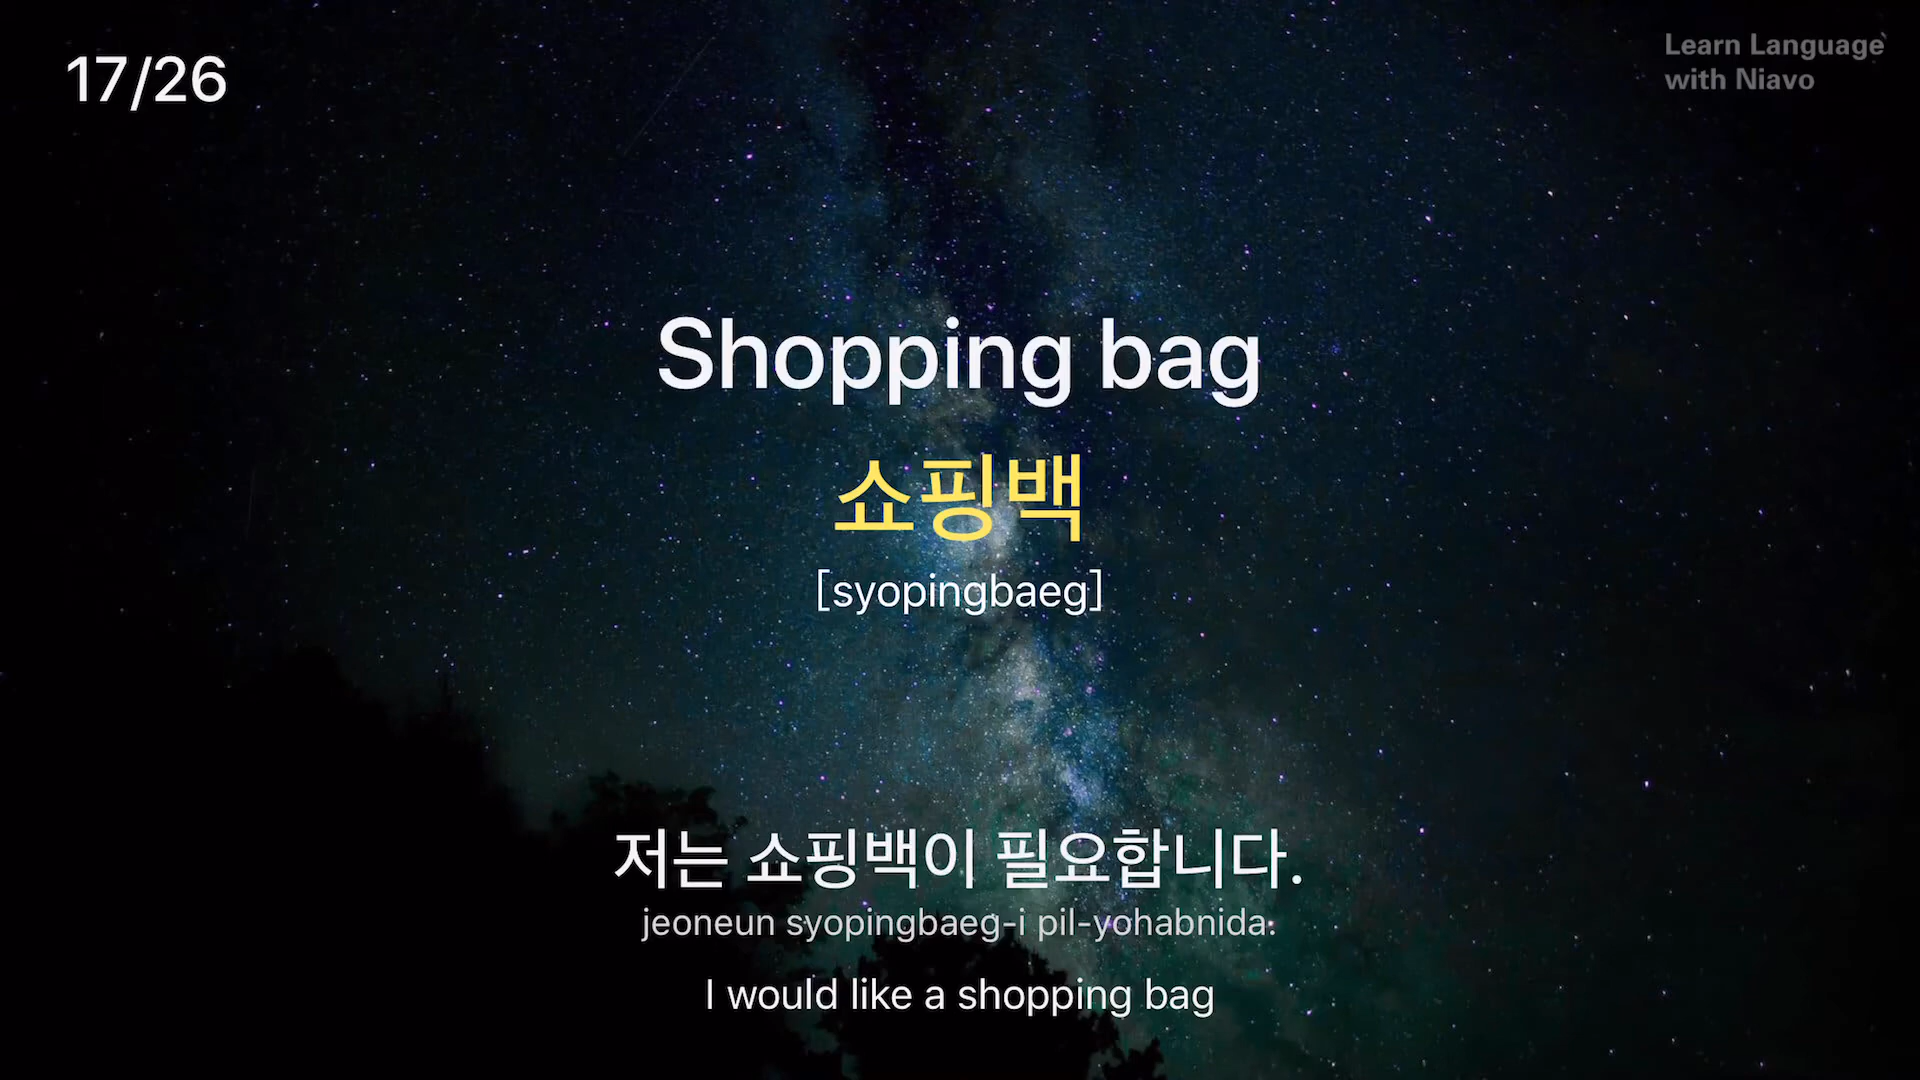 17/26
Learn Language
with Niavo
Shopping bag
쇼핑백
[syopingbaeg]
저는 쇼핑백이 필요합니다.
jeoneun syopingbaeg-i pil-yohabnida.
I would like a shopping bag